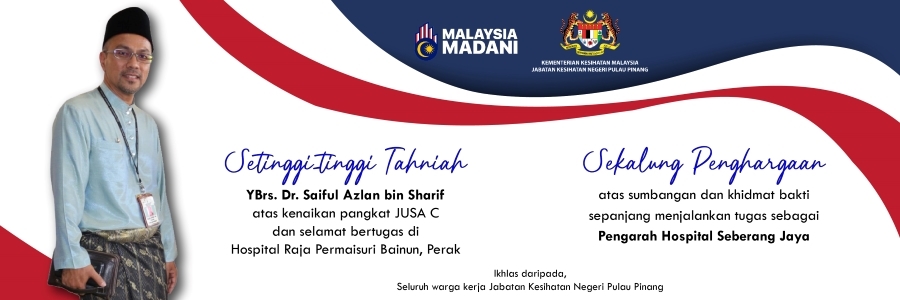 MALAYSIA
MADANI
KEMENTERIAN KESIHATAN MALAYSIA
JABATAN KESIHATAN NEGERI PULAU PINANG
Setinggi-tinggi Tahniah
YBrs. Dr. Saiful Azlan bin Sharif
atas kenaikan pangkat JUSA C
dan selamat bertugas di
Hospital Raja Permaisuri Bainun, Perak
Sekalung Penghargaan
atas sumbangan dan khidmat bakti
sepanjang menjalankan tugas sebagai
Pengarah Hospital Seberang Jaya
Ikhlas daripada,
Seluruh warga kerja Jabatan Kesihatan Negeri Pulau Pinang